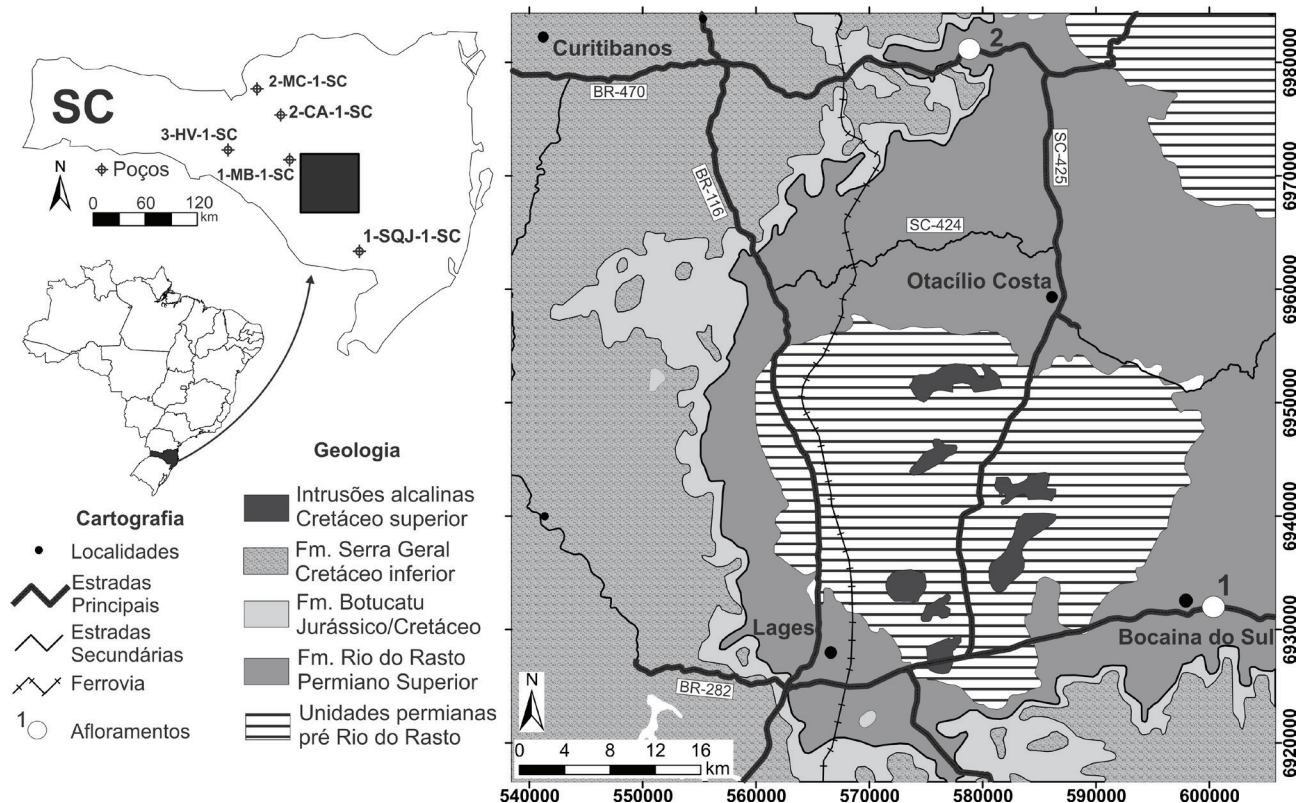 SC
2-MC-1-SC
2-CA-1-SC
3-HV-1-SC
1-MB-1-SC
N
Poços
0 60 120
km
1-SQJ-1-SC
Geologia
Intrusões alcalinas
Cretáceo superior
Fm. Serra Geral
Cretáceo inferior
Fm. Botucatu
Jurássico/Cretáceo
Fm. Rio do Rasto
Permiano Superior
Unidades permianas
pré Rio do Rasto
Cartografia
Localidades
Estradas
Principais
Estradas
Secundárias
Ferrovia
1
Afloramentos
Curitibanos
2
BR-470
SC-425
BR-116
SC-424
Otacílio Costa
1
Lages
Bocaina do Sul
BR-282
N
0 4 8 12 16
km
540000 550000 560000 570000 580000 590000 600000
6980000
6970000
6960000
6950000
6940000
6930000
6920000